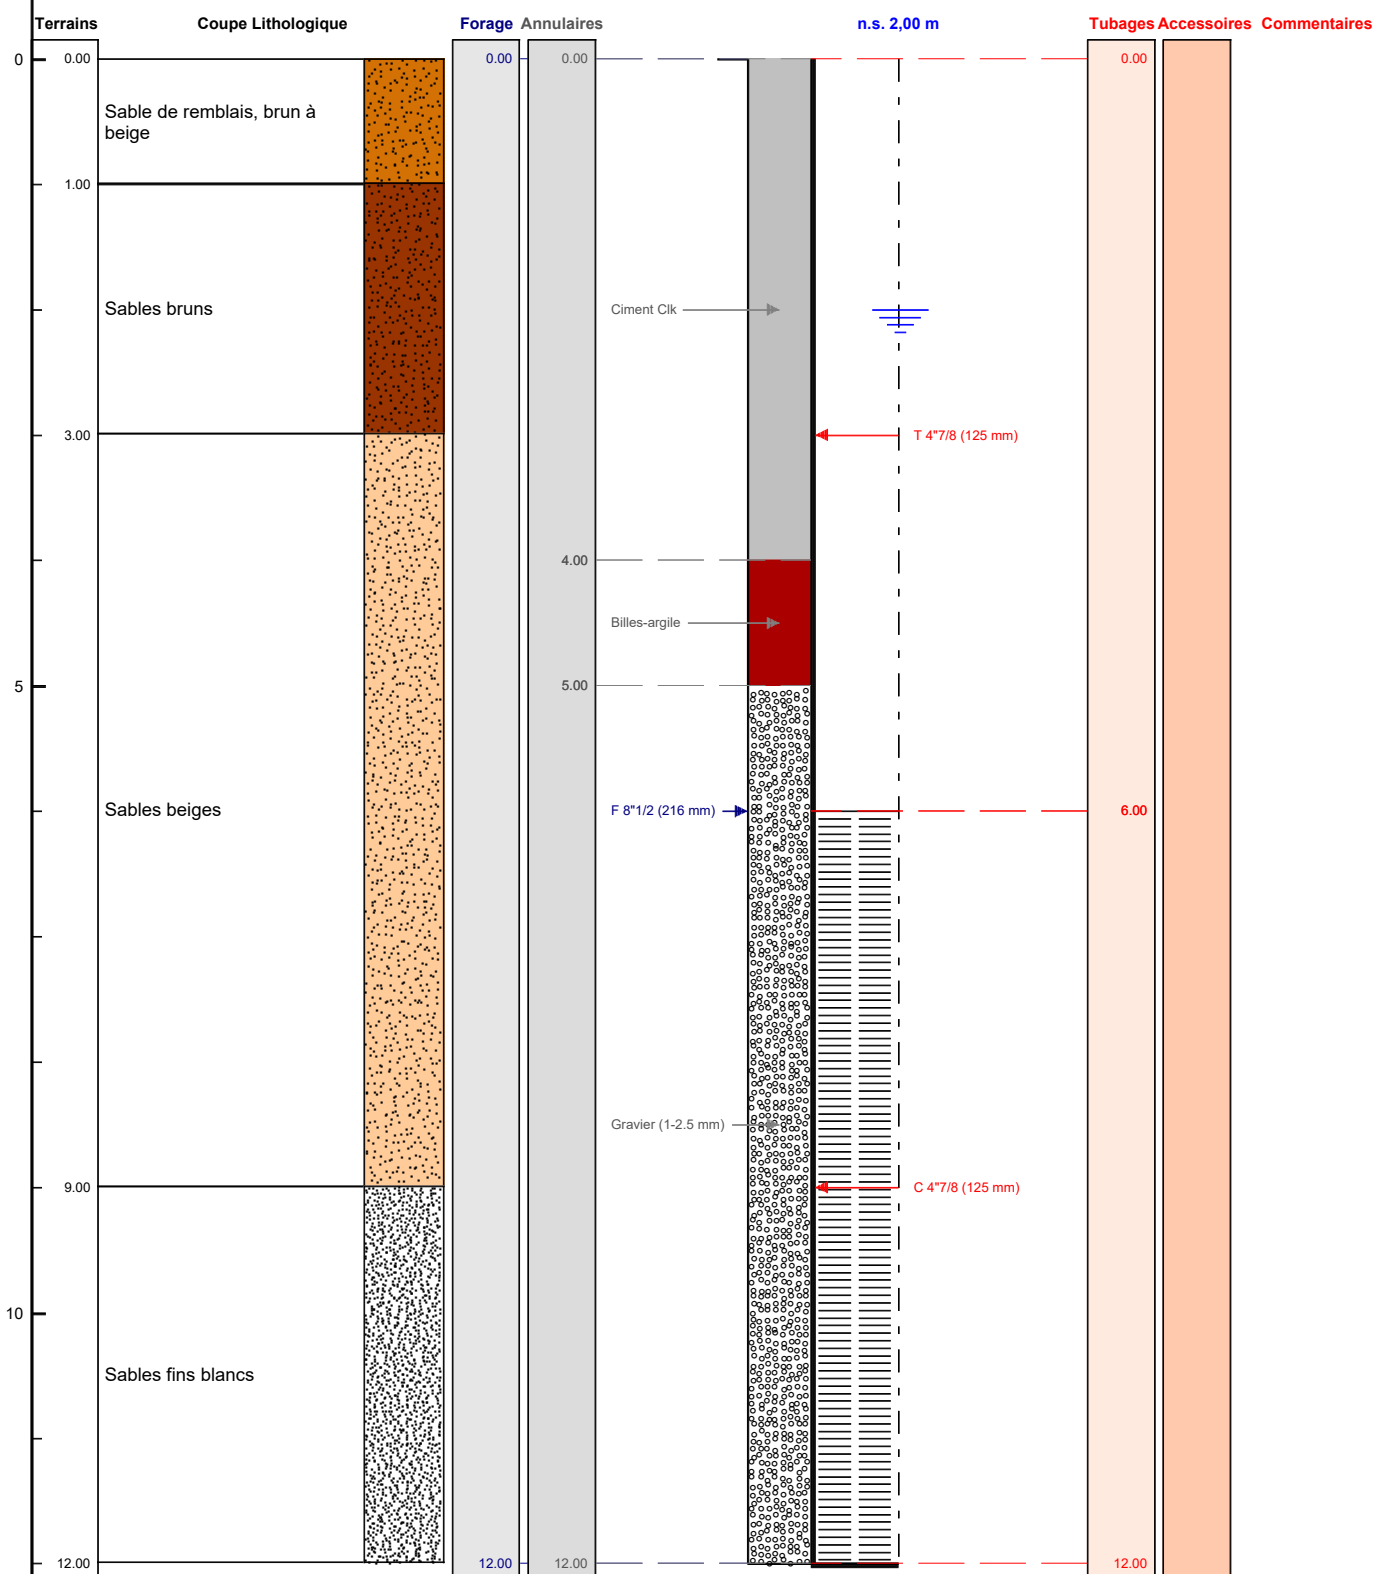 Terrains Coupe Lithologique Forage Annulaires n.s. 2,00 m Tubages Accessoires Commentaires
0 0.00 0.00 0.00 0.00
Sable de remblais, brun à
beige
1.00
Sables bruns Ciment Clk
3.00 T 4"7/8 (125 mm)
4.00
Billes-argile
5 5.00
Sables beiges F 8"1/2 (216 mm) 6.00
Gravier (1-2.5 mm)
9.00 C 4"7/8 (125 mm)
10
Sables fins blancs
12.00 12.00 12.00 12.00